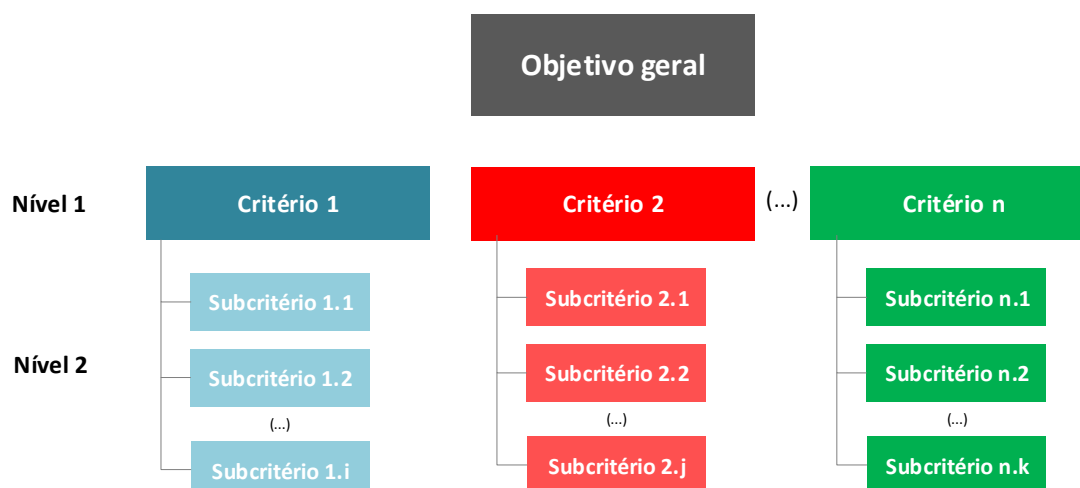 Objetivo geral
Nível 1
Critério 1
Critério 2
(...)
Critério n
Nível 2
Subcritério 1.1
Subcritério 1.2
(...)
Subcritério 1.i
Subcritério 2.1
Subcritério 2.2
(...)
Subcritério 2.j
Subcritério n.1
Subcritério n.2
(...)
Subcritério n.k